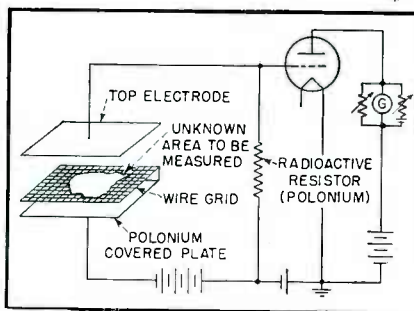 TOP ELECTRODE
UNKNOWN
AREA TO BE
MEASURED
WIRE GRID
POLONIUM
COVERED PLATE
RADIOACTIVE
RESISTOR
(POLONIUM)
G